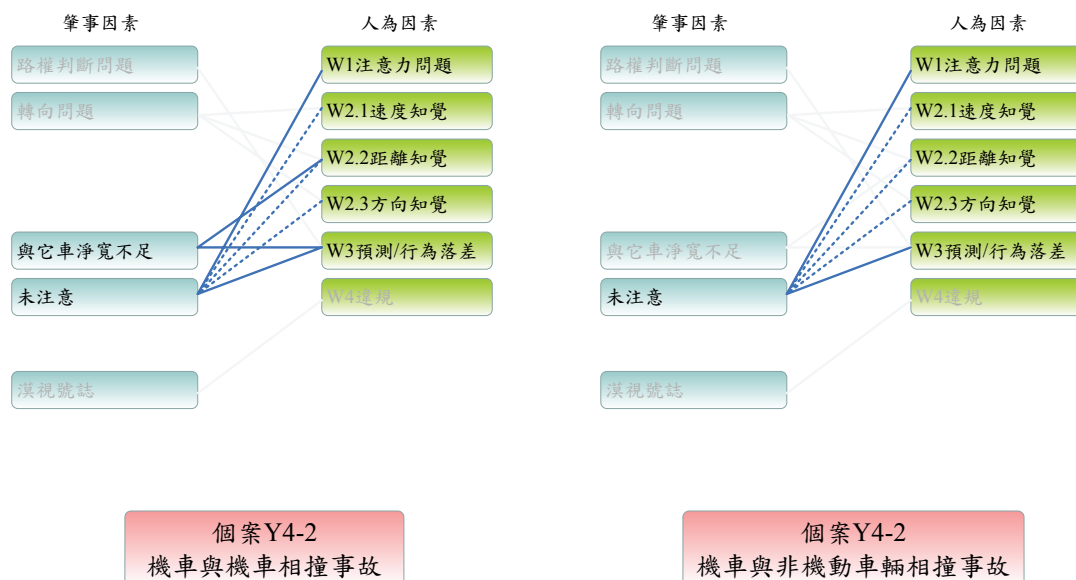 肇事因素
人為因素
路權判斷問題
轉向問題
與它車淨寬不足
未注意
漠視號誌
W1注意力問題
W2.1速度知覺
W2.2距離知覺
W2.3方向知覺
W3預測/行為落差
W4違規
個案Y4-2
機車與機車相撞事故
肇事因素
人為因素
路權判斷問題
轉向問題
與它車淨寬不足
未注意
漠視號誌
W1注意力問題
W2.1速度知覺
W2.2距離知覺
W2.3方向知覺
W3預測/行為落差
W4違規
個案Y4-2
機車與非機動車輛相撞事故